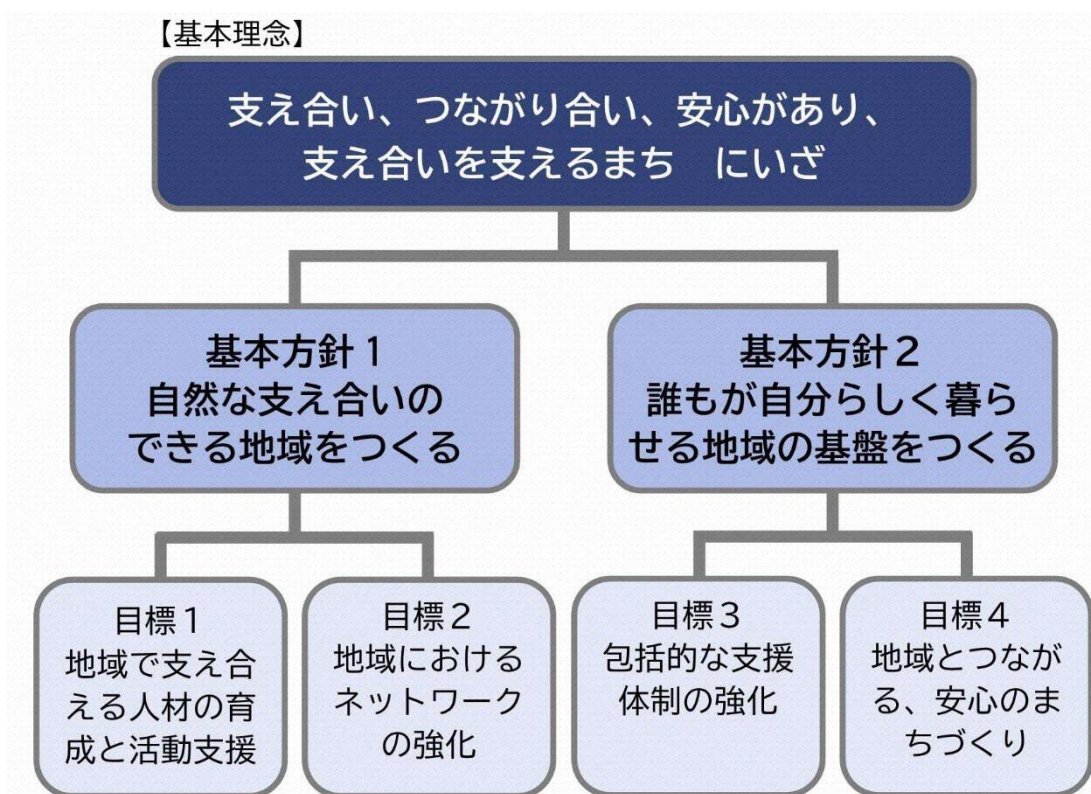 【基本理念】
支え合い、つながり合い、安心があり、
支え合いを支えるまち　にいざ
基本方針１
自然な支え合いの
できる地域をつくる
基本方針２
誰もが自分らしく暮ら
せる地域の基盤をつくる
目標１
地域で支え合
える人材の育
成と活動支援
目標２
地域における
ネットワーク
の強化
目標３
包括的な支援
体制の強化
目標４
地域とつなが
る、安心のま
ちづくり